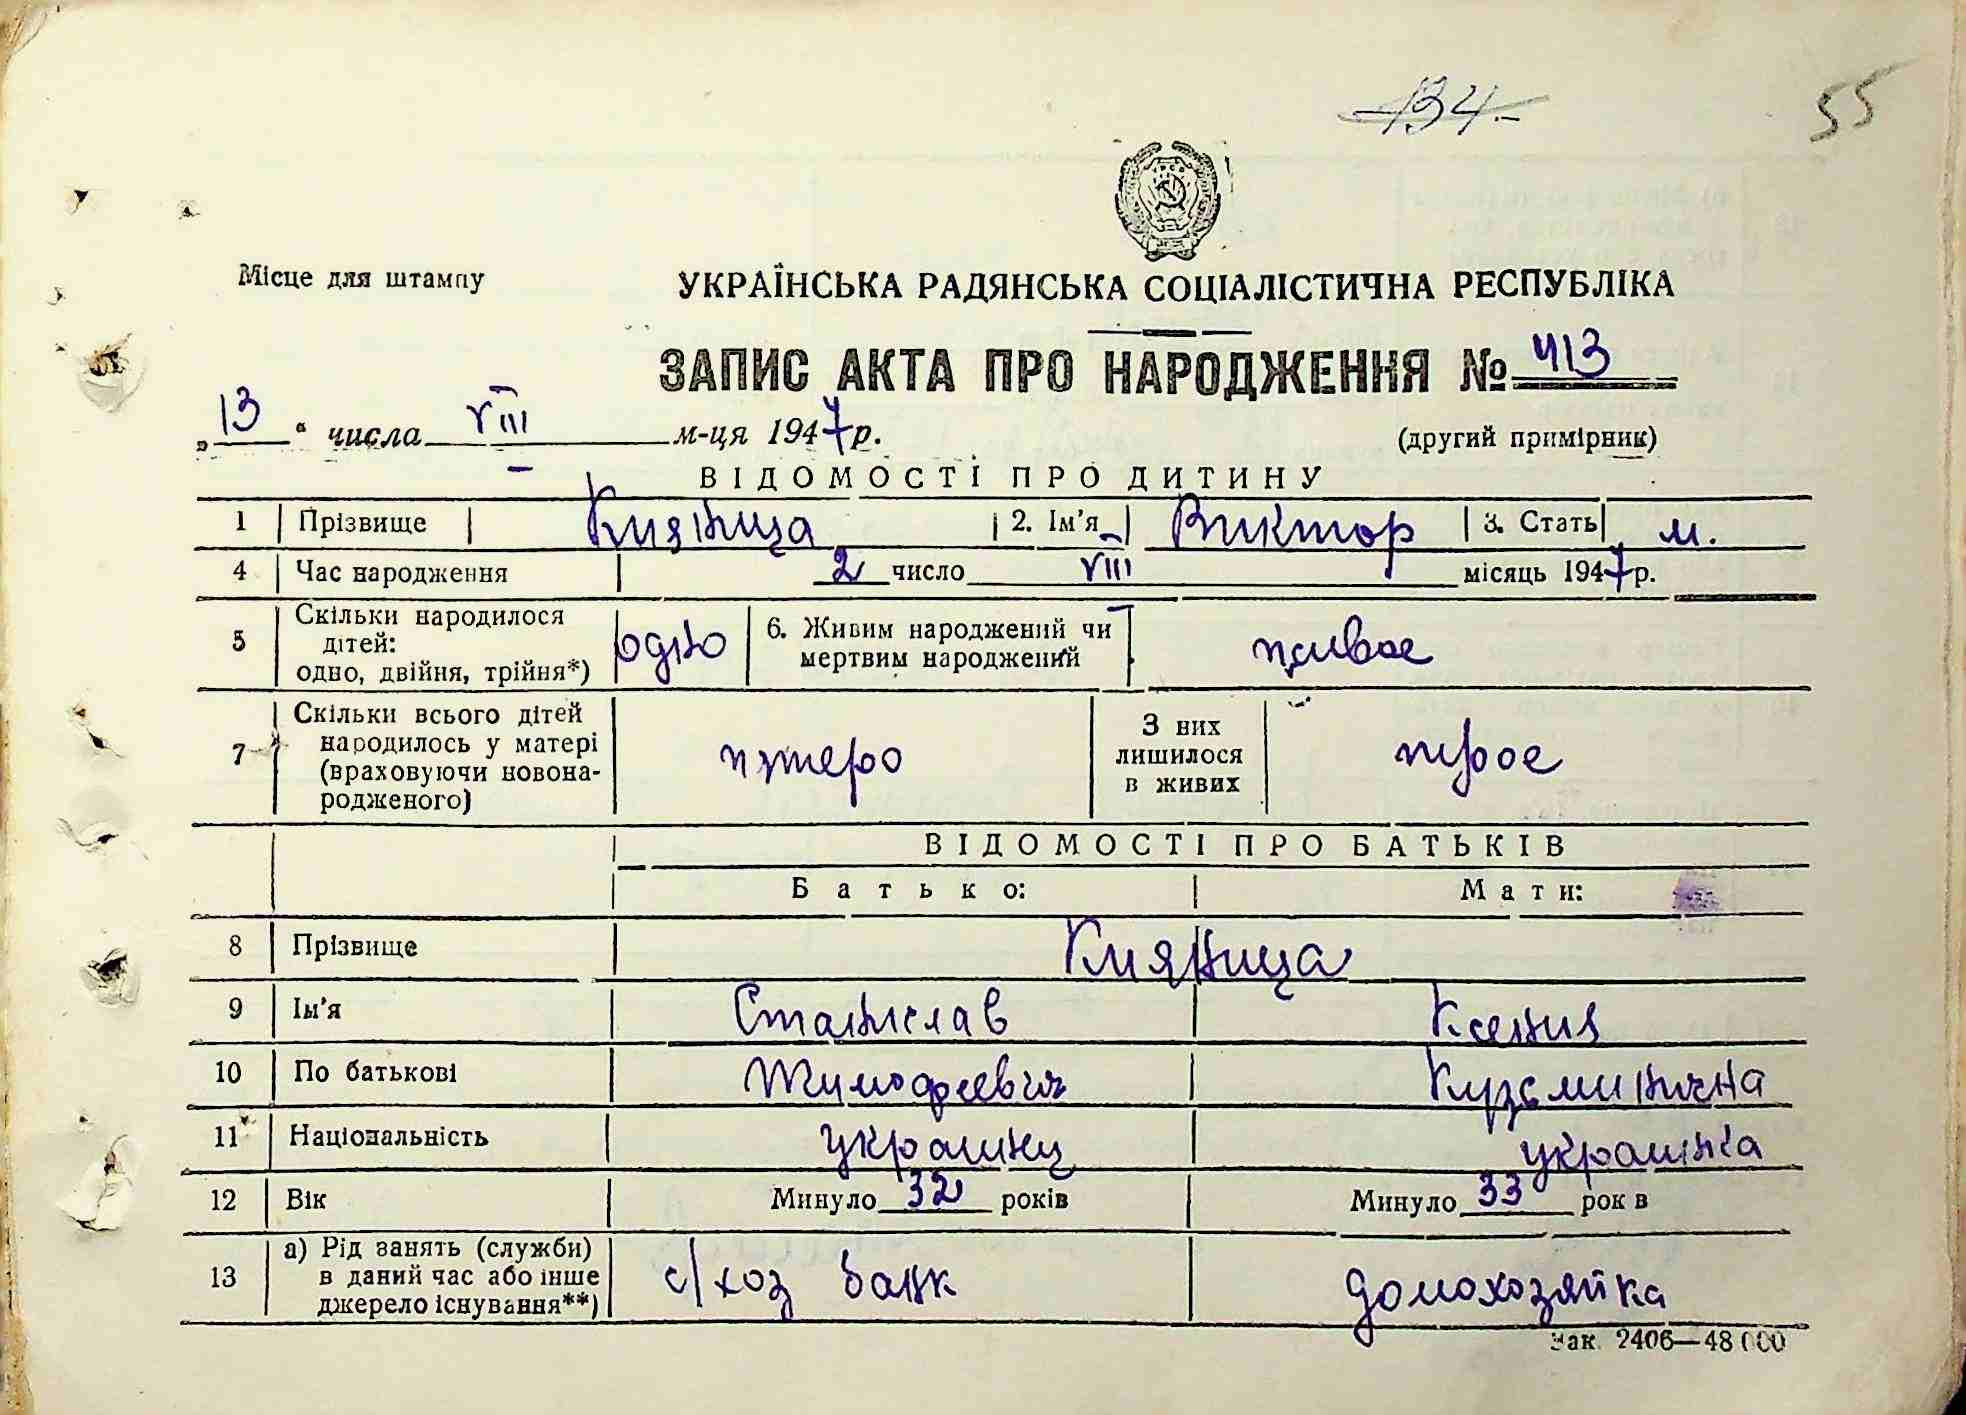 134.-
55
Місце для штампу
УКРАЇНСЬКА РАДЯНСЬКА СОЦІАЛІСТИЧНА РЕСПУБЛІКА
ЗАПИС АКТА ПРО НАРОДЖЕННЯ № 413
„13“ числа VIII м-ця 1947 р.
(другий примірник)
ВІДОМОСТІ ПРО ДИТИНУ
1 Прізвище Кияница 2. Ім'я Виктор 3. Стать м.
4 Час народження 2 число VIII місяць 1947 р.
5 Скільки народилося дітей: одно, двійня, трійня*) одно 6. Живим народжений чи мертвим народжений живое
7 Скільки всього дітей народилось у матері (враховуючи новонародженого) пятеро З них лишилося в живих трое
ВІДОМОСТІ ПРО БАТЬКІВ
Батько: Мати:
8 Прізвище Кияница
9 Ім'я Станіслав Ксения
10 По батькові Тимофеевич Кузьминична
11 Національність украинец украінка
12 Вік Минуло 32 років Минуло 33 рок в
13 а) Рід занять (служби) в даний час або інше джерело існування**) с/хоз банк домохозяйка
Зак. 2406—48 000